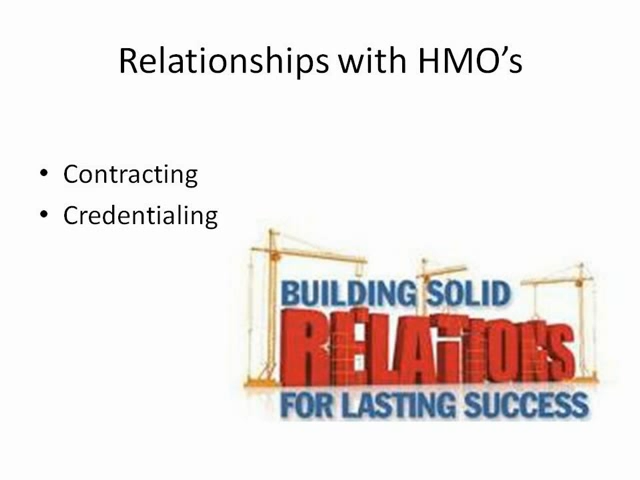 Relationships with HMO’s
• Contracting
• Credentialing
BUILDING SOLID
RELATIONS
FOR LASTING SUCCESS